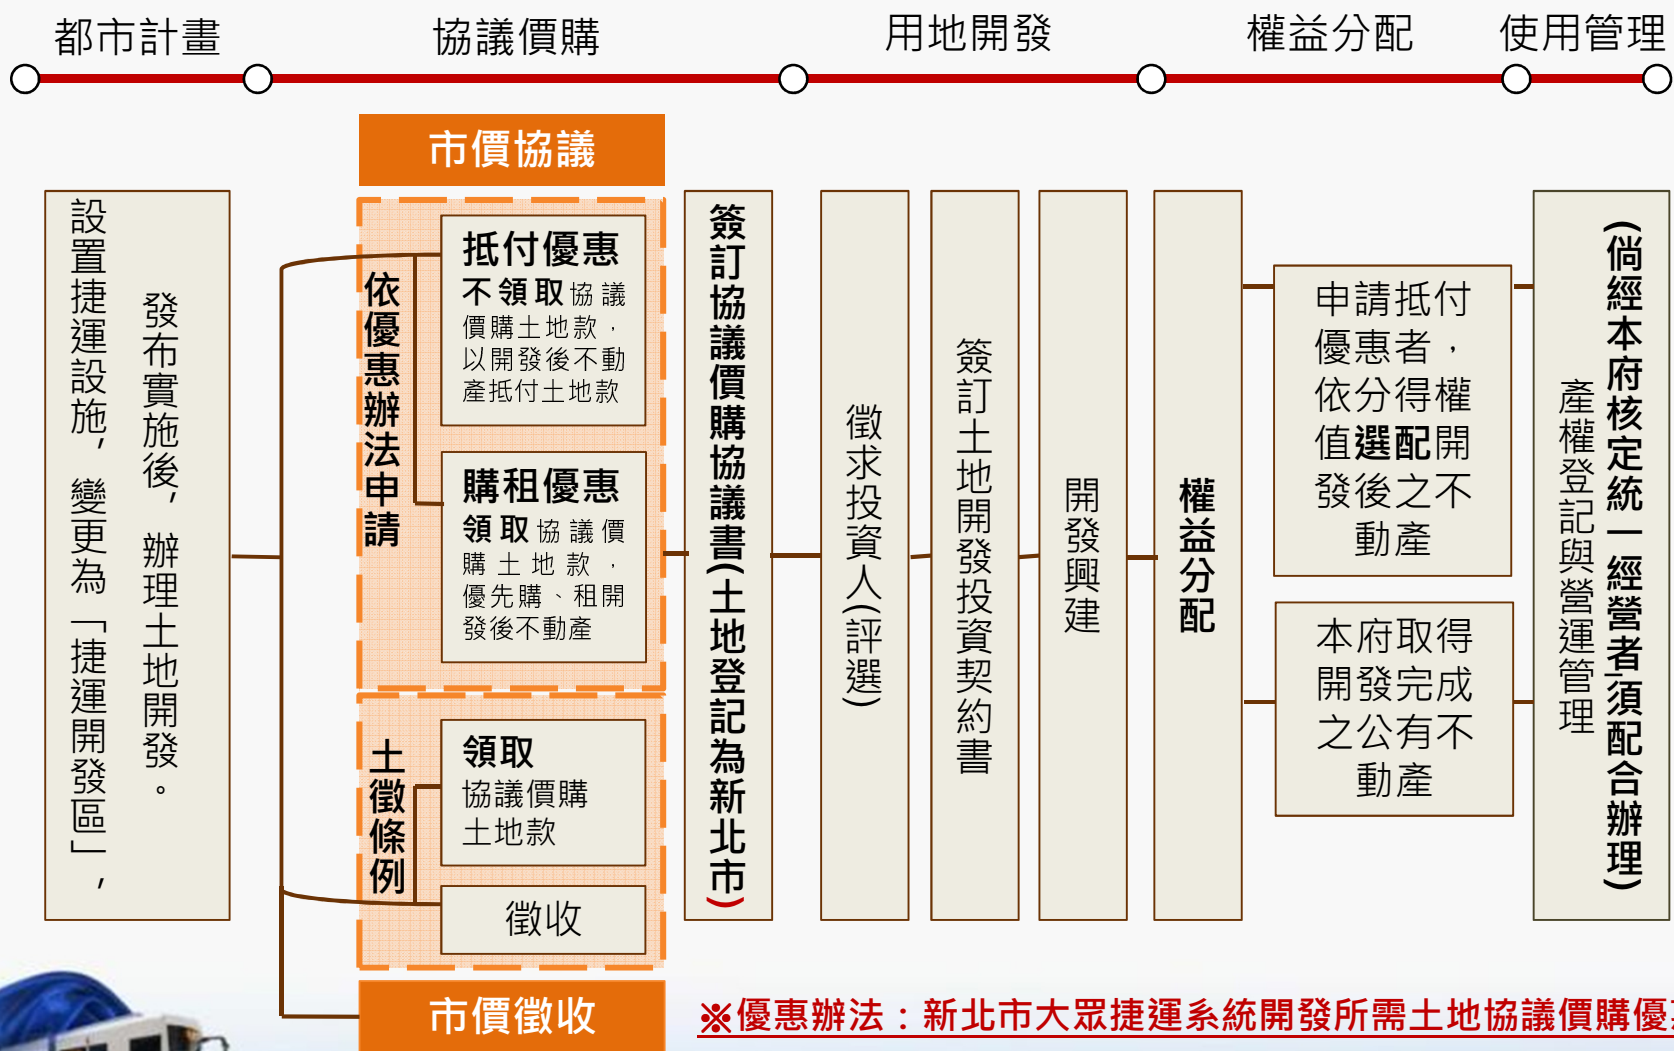 都市計畫
協議價購
用地開發
權益分配
使用管理
設置捷運設施，變更為「捷運開發區」，
發布實施後，辦理土地開發。
市價協議
依優惠辦法申請
抵付優惠
不領取協議
價購土地款，
以開發後不動
產抵付土地款
購租優惠
領取協議價
購土地款，
優先購、租開
發後不動產
土徵條例
領取
協議價購
土地款
徵收
市價徵收
簽訂協議價購協議書(土地登記為新北市)
徵求投資人(評選)
簽訂土地開發投資契約書
開發興建
權益分配
申請抵付
優惠者，
依分得權
值選配開
發後之不
動產
本府取得
開發完成
之公有不
動產
產權登記與營運管理
(倘經本府核定統一經營者,須配合辦理)
※優惠辦法：新北市大眾捷運系統開發所需土地協議價購優